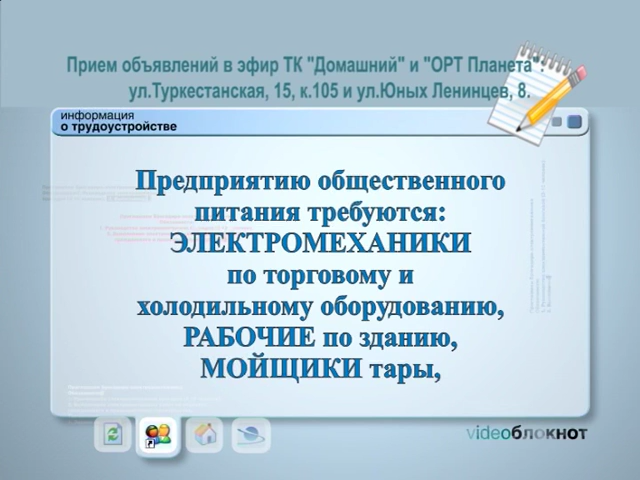 Прием объявлений в эфир ТК "Домашний" и "ОРТ Планета":
ул.Туркестанская, 15, к.105 и ул.Юных Ленинцев, 8.
информация
о трудоустройстве
Предприятию общественного
питания требуются:
ЭЛЕКТРОМЕХАНИКИ
по торговому и
холодильному оборудованию,
РАБОЧИЕ по зданию,
МОЙЩИКИ тары,
videoблокнот